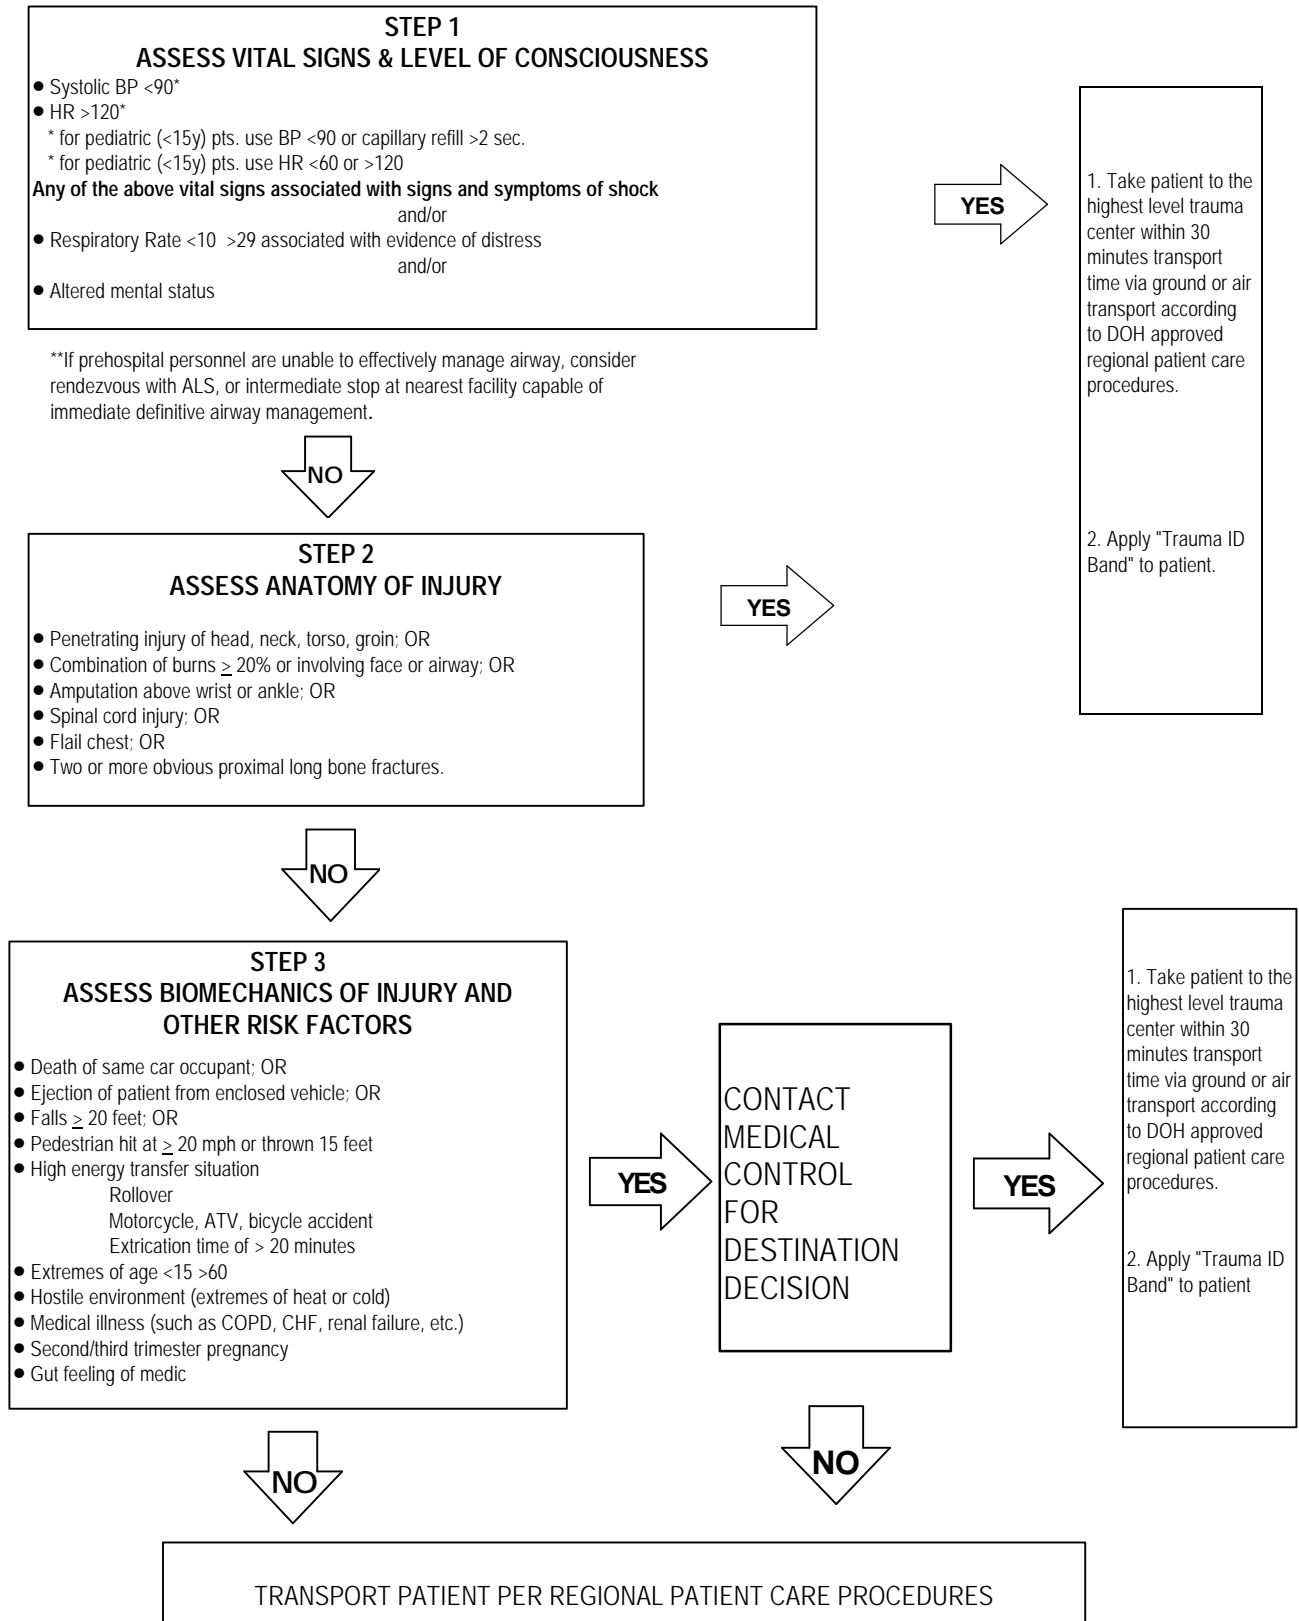 STEP 1
ASSESS VITAL SIGNS & LEVEL OF CONSCIOUSNESS
● Systolic BP <90*
● HR >120*
* for pediatric (<15y) pts. use BP <90 or capillary refill >2 sec.
* for pediatric (<15y) pts. use HR <60 or >120
Any of the above vital signs associated with signs and symptoms of shock
and/or
● Respiratory Rate <10 >29 associated with evidence of distress
and/or
● Altered mental status
YES
1. Take patient to the
highest level trauma
center within 30
minutes transport
time via ground or air
transport according
to DOH approved
regional patient care
procedures.
2. Apply "Trauma ID
Band" to patient.
**If prehospital personnel are unable to effectively manage airway, consider
rendezvous with ALS, or intermediate stop at nearest facility capable of
immediate definitive airway management.
NO
STEP 2
ASSESS ANATOMY OF INJURY
● Penetrating injury of head, neck, torso, groin; OR
● Combination of burns ≥ 20% or involving face or airway; OR
● Amputation above wrist or ankle; OR
● Spinal cord injury; OR
● Flail chest; OR
● Two or more obvious proximal long bone fractures.
YES
NO
STEP 3
ASSESS BIOMECHANICS OF INJURY AND
OTHER RISK FACTORS
● Death of same car occupant; OR
● Ejection of patient from enclosed vehicle; OR
● Falls ≥ 20 feet; OR
● Pedestrian hit at ≥ 20 mph or thrown 15 feet
● High energy transfer situation
Rollover
Motorcycle, ATV, bicycle accident
Extrication time of > 20 minutes
● Extremes of age <15 >60
● Hostile environment (extremes of heat or cold)
● Medical illness (such as COPD, CHF, renal failure, etc.)
● Second/third trimester pregnancy
● Gut feeling of medic
YES
CONTACT
MEDICAL
CONTROL
FOR
DESTINATION
DECISION
YES
1. Take patient to the
highest level trauma
center within 30
minutes transport
time via ground or air
transport according
to DOH approved
regional patient care
procedures.
2. Apply "Trauma ID
Band" to patient
NO
NO
TRANSPORT PATIENT PER REGIONAL PATIENT CARE PROCEDURES